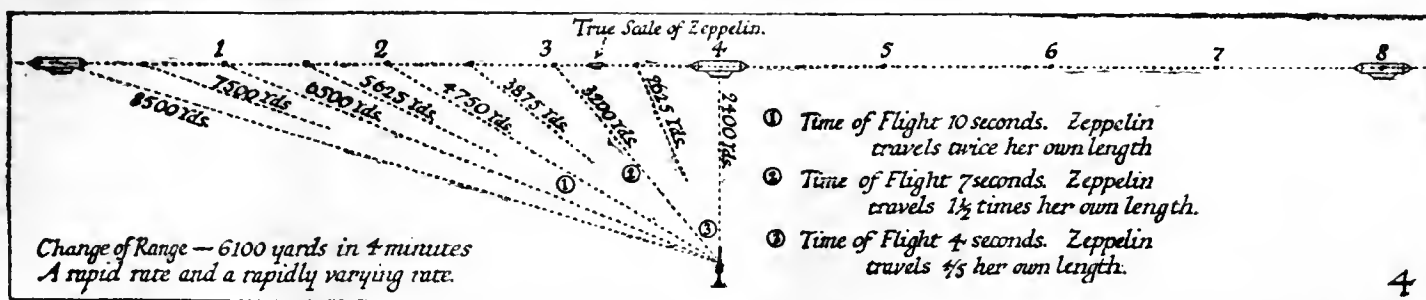 True Scale of Zeppelin.
1 2 3 4 5 6 7 8
8500 Yds.
7500 Yds.
6500 Yds.
5625 Yds.
4750 Yds.
3875 Yds.
3200 Yds.
2625 Yds.
2400 Yds.
① ② ③
① Time of Flight 10 seconds. Zeppelin
travels twice her own length
② Time of Flight 7 seconds. Zeppelin
travels 1½ times her own length.
③ Time of Flight 4 seconds. Zeppelin
travels 4/5 her own length.
Change of Range — 6100 yards in 4 minutes
A rapid rate and a rapidly varying rate.
4